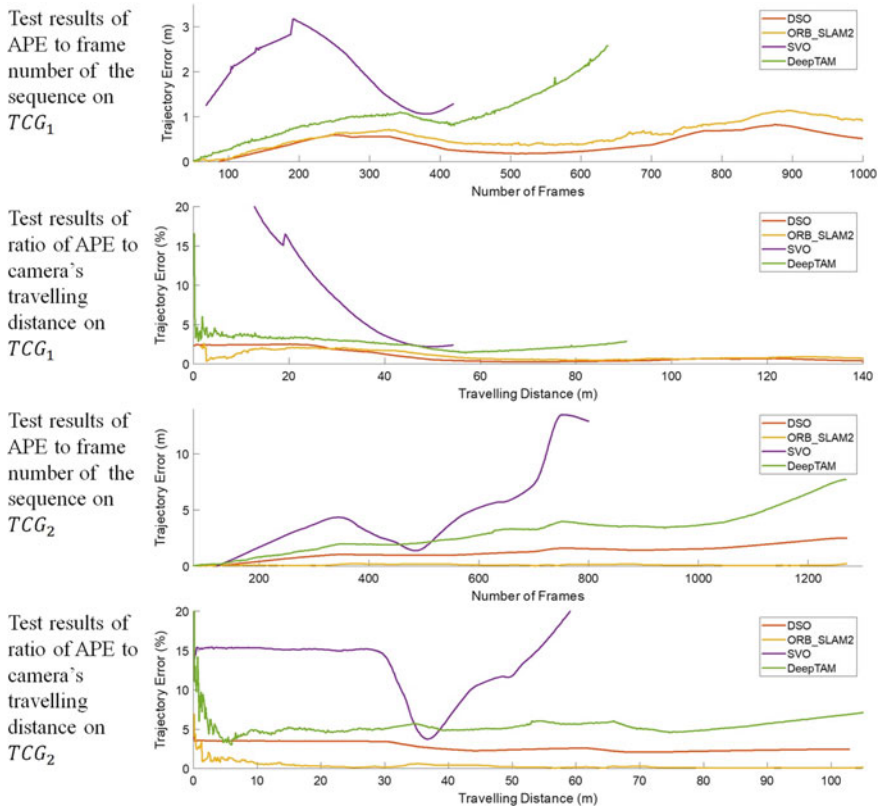 Test results of
APE to frame
number of the
sequence on
TCG1
Trajectory Error (m)
3
2
1
0
100 200 300 400 500 600 700 800 900 1000
Number of Frames
DSO
ORB_SLAM2
SVO
DeepTAM
Test results of
ratio of APE to
camera's
travelling
distance on
TCG1
Trajectory Error (%)
20
15
10
5
0
0 20 40 60 80 100 120 140
Travelling Distance (m)
DSO
ORB_SLAM2
SVO
DeepTAM
Test results of
APE to frame
number of the
sequence on
TCG2
Trajectory Error (m)
10
5
0
200 400 600 800 1000 1200
Number of Frames
DSO
ORB_SLAM2
SVO
DeepTAM
Test results of
ratio of APE to
camera's
travelling
distance on
TCG2
Trajectory Error (%)
20
15
10
5
0
0 10 20 30 40 50 60 70 80 90 100
Travelling Distance (m)
DSO
ORB_SLAM2
SVO
DeepTAM